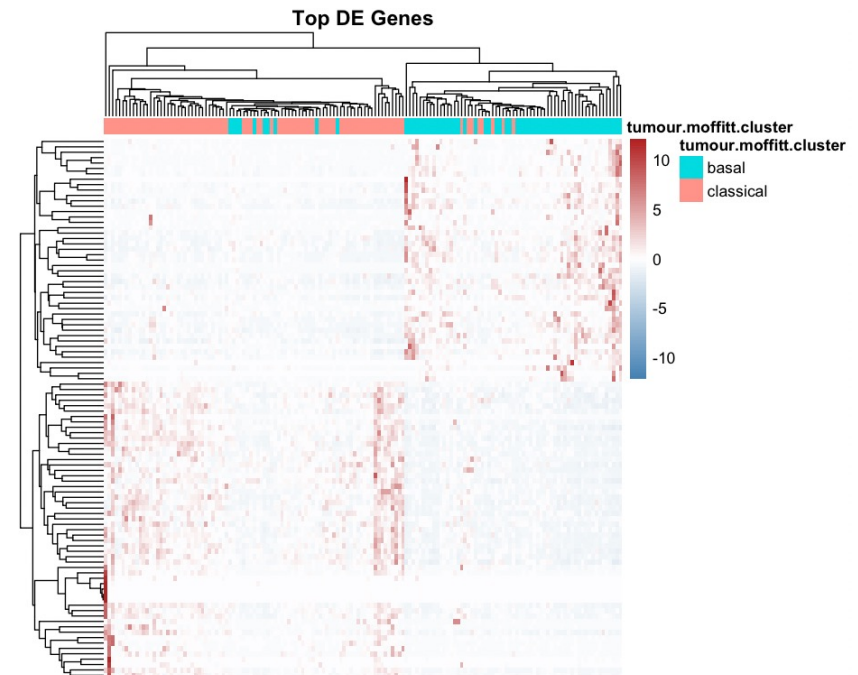 Top DE Genes
tumour.moffitt.cluster
tumour.moffitt.cluster
10
5
0
-5
-10
basal
classical